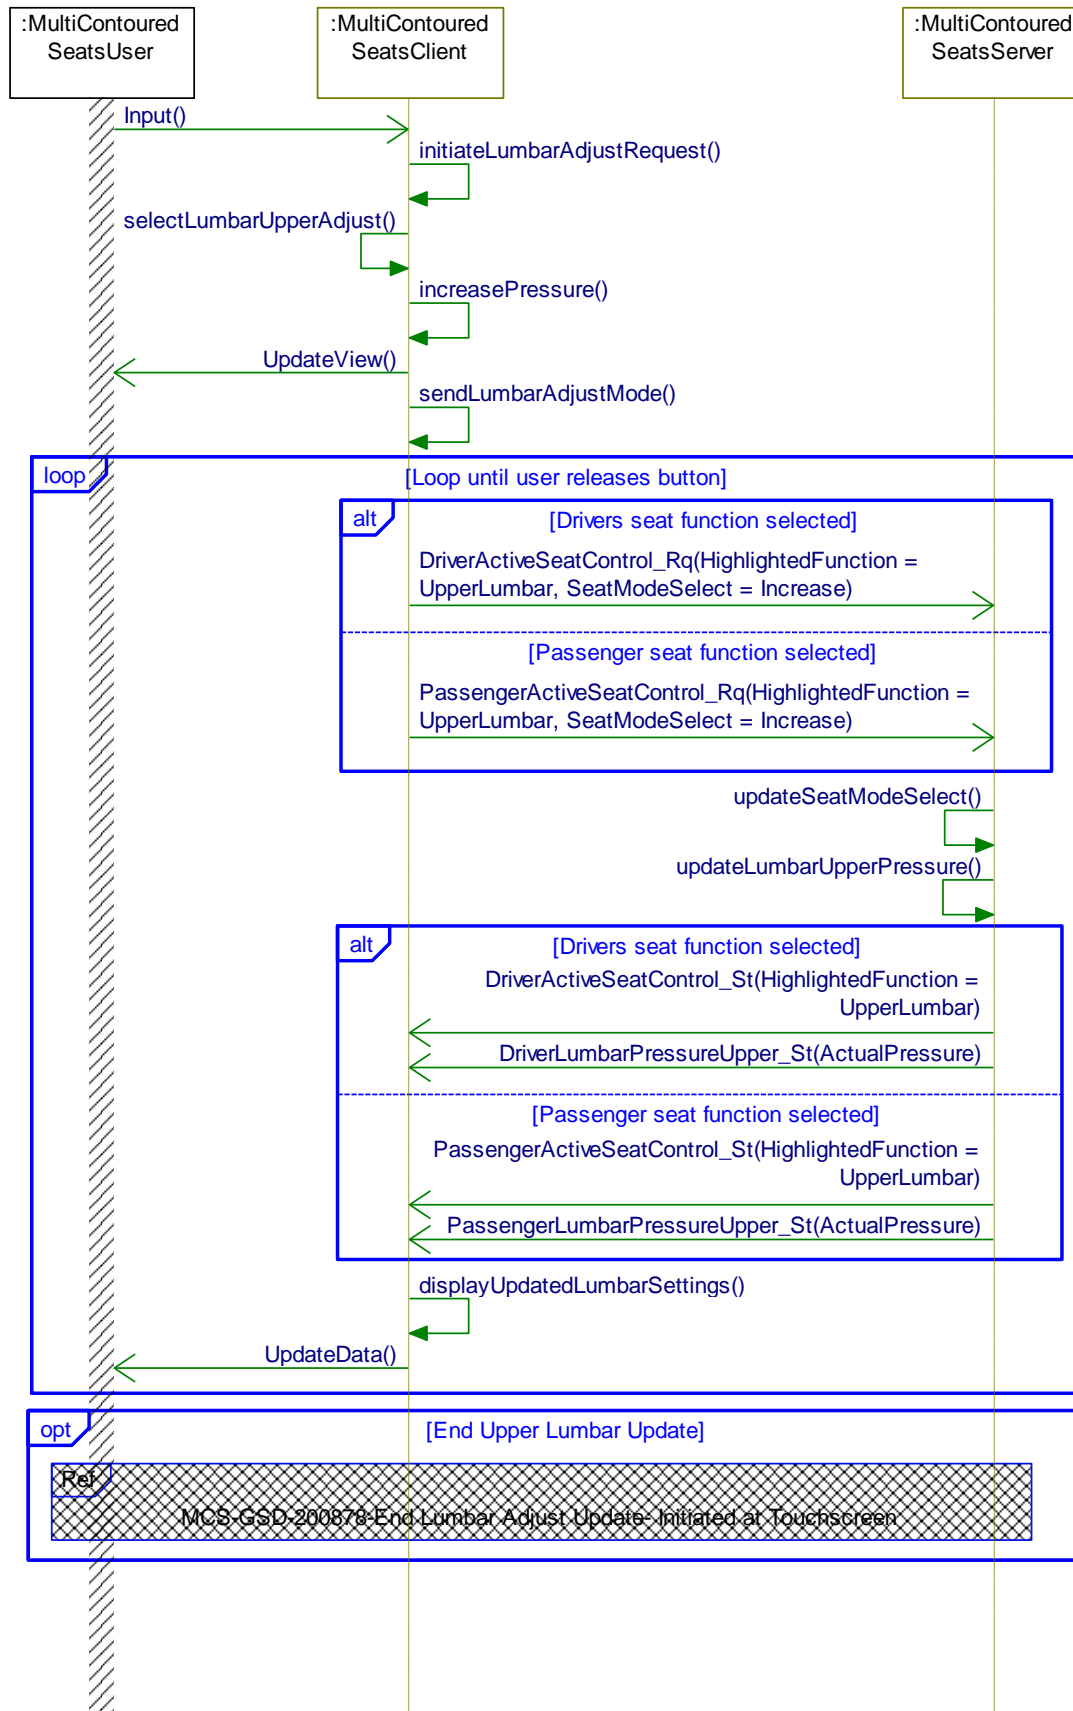 :MultiContoured
SeatsUser
:MultiContoured
SeatsClient
:MultiContoured
SeatsServer
Input()
initiateLumbarAdjustRequest()
selectLumbarUpperAdjust()
increasePressure()
UpdateView()
sendLumbarAdjustMode()
loop
[Loop until user releases button]
alt
[Drivers seat function selected]
DriverActiveSeatControl_Rq(HighlightedFunction =
UpperLumbar, SeatModeSelect = Increase)
[Passenger seat function selected]
PassengerActiveSeatControl_Rq(HighlightedFunction =
UpperLumbar, SeatModeSelect = Increase)
updateSeatModeSelect()
updateLumbarUpperPressure()
alt
[Drivers seat function selected]
DriverActiveSeatControl_St(HighlightedFunction =
UpperLumbar)
DriverLumbarPressureUpper_St(ActualPressure)
[Passenger seat function selected]
PassengerActiveSeatControl_St(HighlightedFunction =
UpperLumbar)
PassengerLumbarPressureUpper_St(ActualPressure)
displayUpdatedLumbarSettings()
UpdateData()
opt
[End Upper Lumbar Update]
Ref
MCS-GSD-200878-End Lumbar Adjust Update- Initiated at Touchscreen